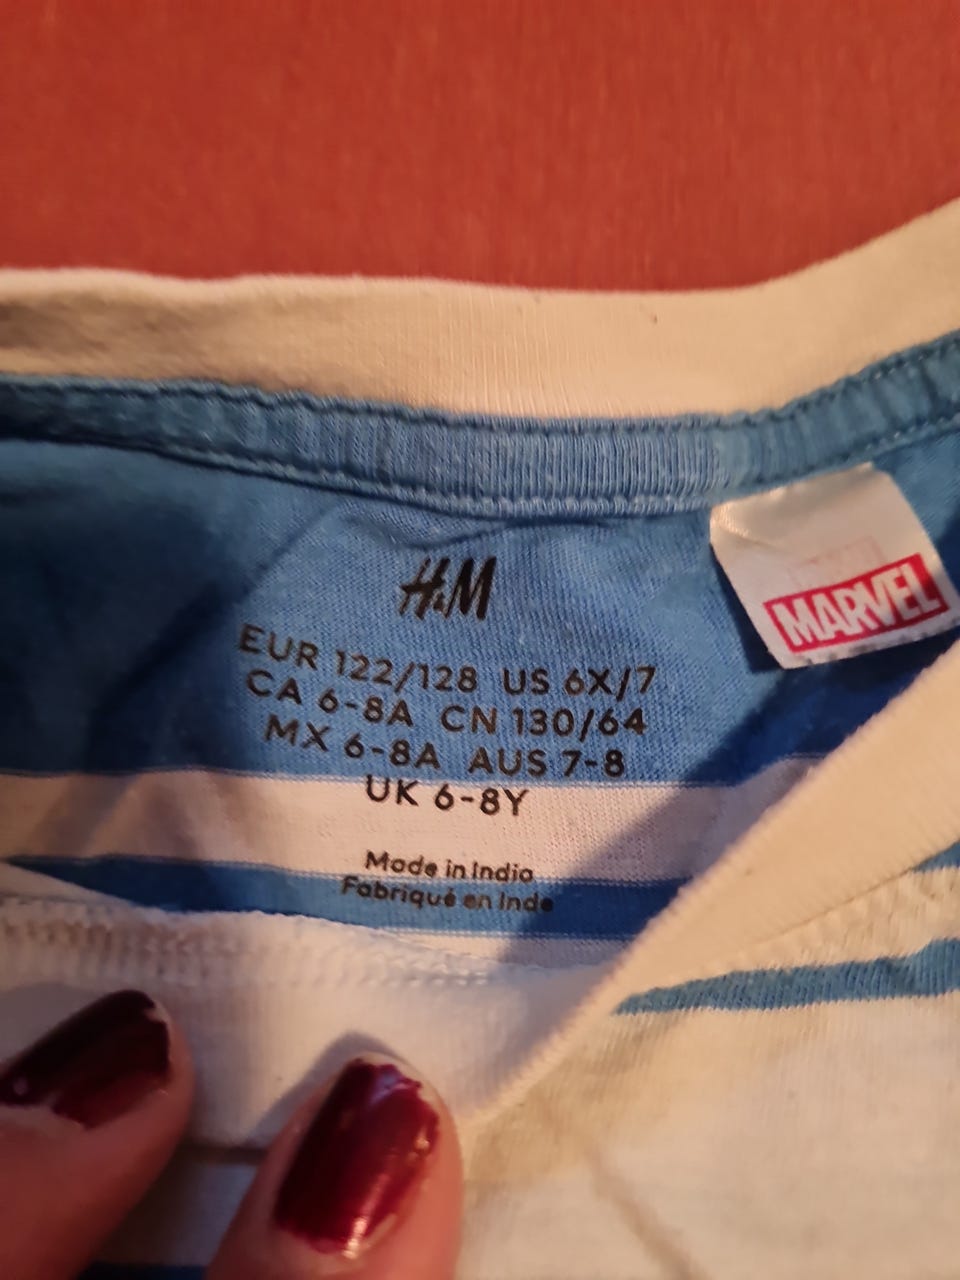 H&M
EUR 122/128 US 6X/7
CA 6-8A CN 130/64
MX 6-8A AUS 7-8
UK 6-8Y
Made in India
Fabriqué en Inde
MARVEL